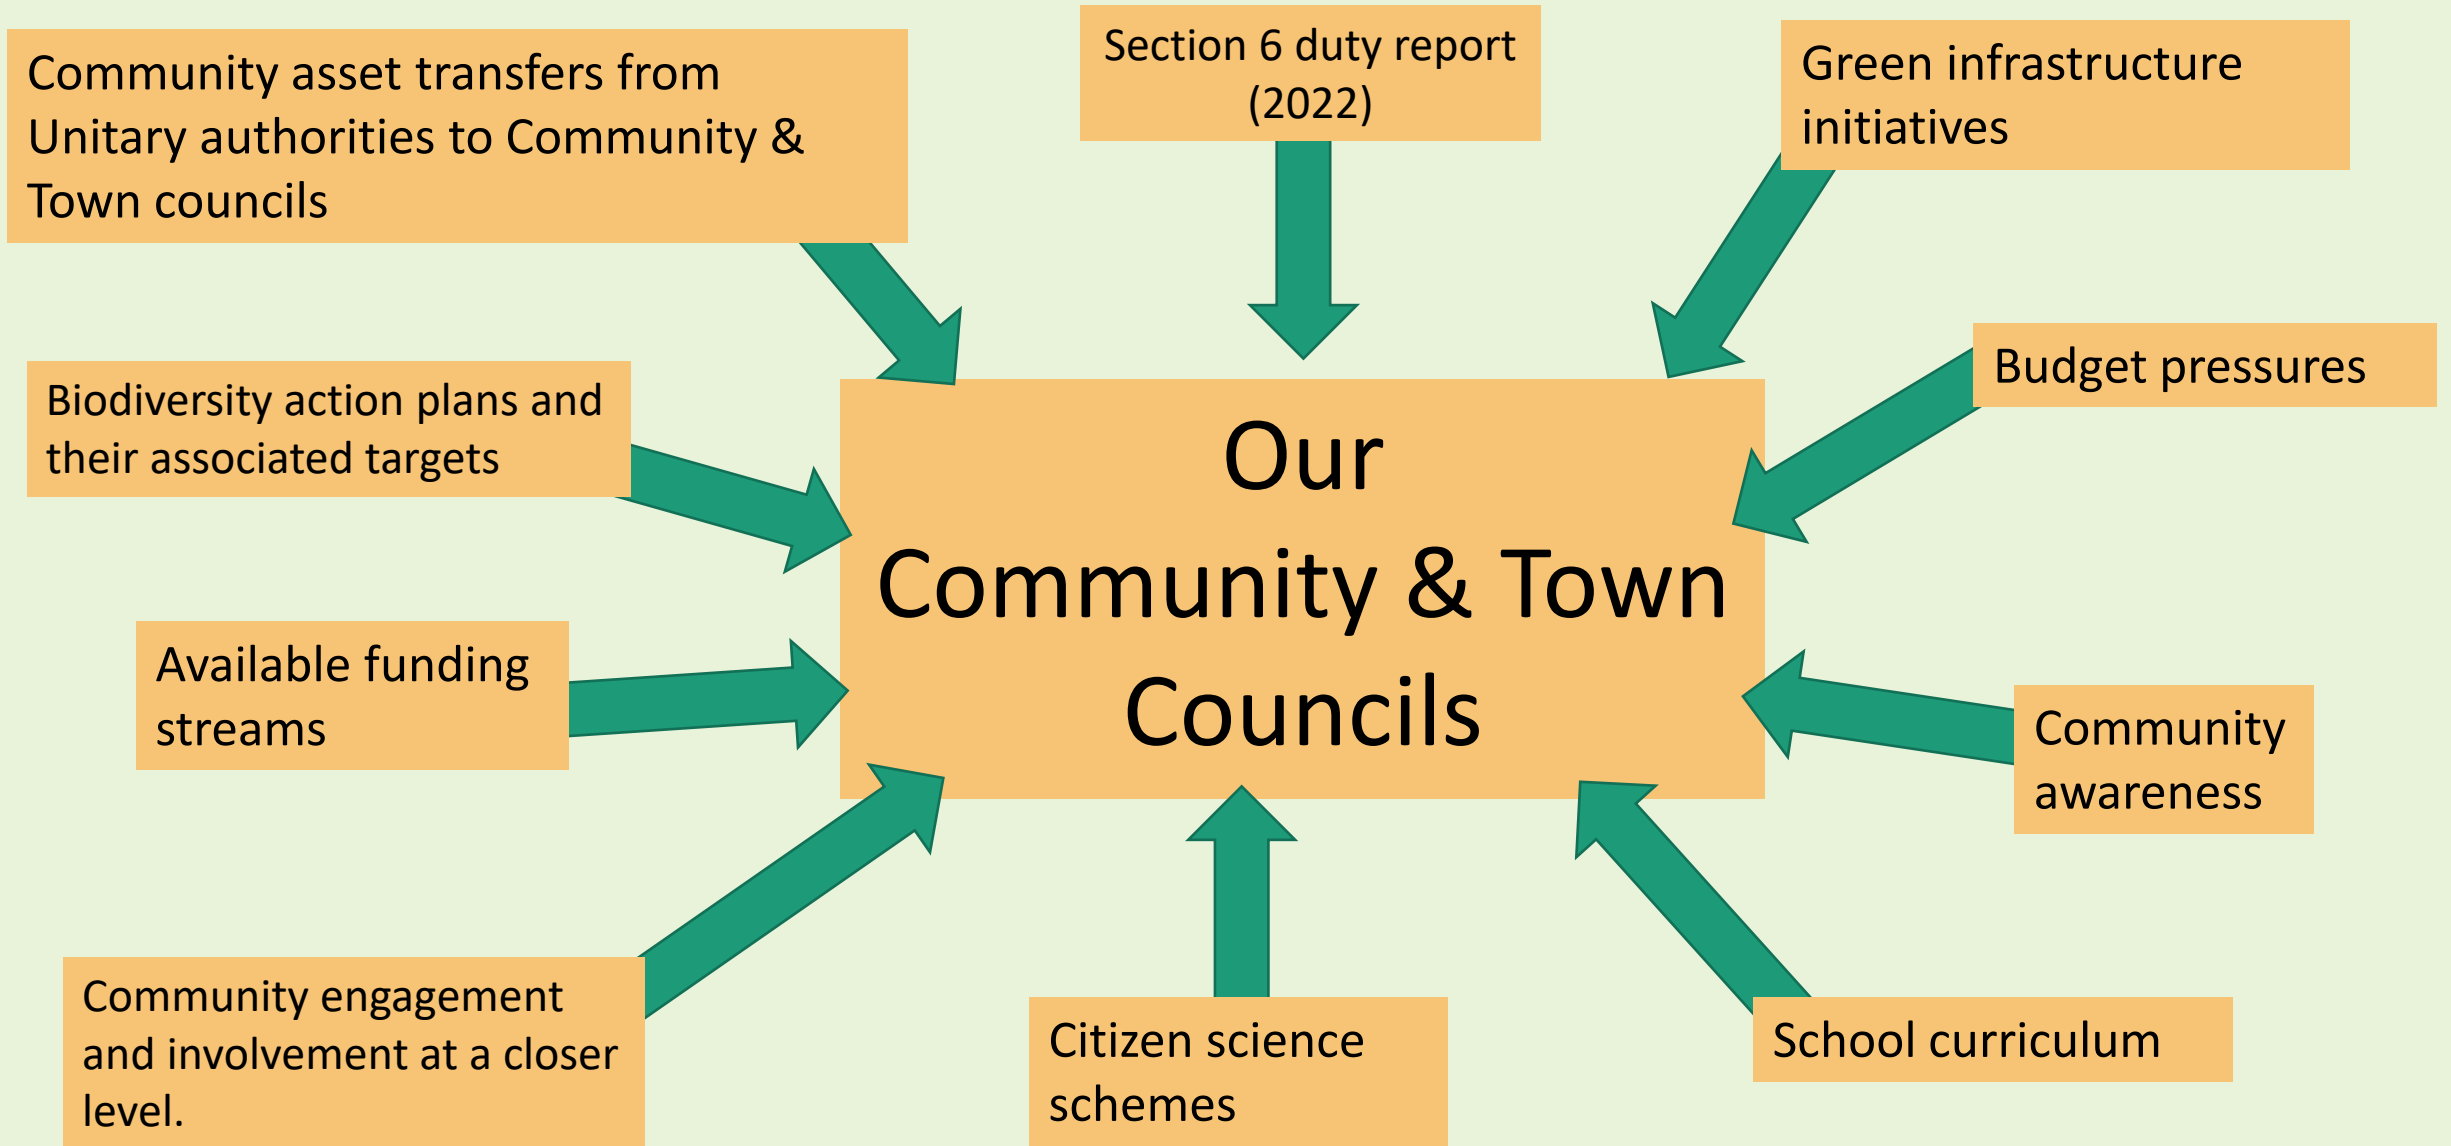 Community asset transfers from
Unitary authorities to Community &
Town councils
Section 6 duty report
(2022)
Green infrastructure
initiatives
Budget pressures
Biodiversity action plans and
their associated targets
Our
Community & Town
Councils
Available funding
streams
Community
awareness
Community engagement
and involvement at a closer
level.
Citizen science
schemes
School curriculum